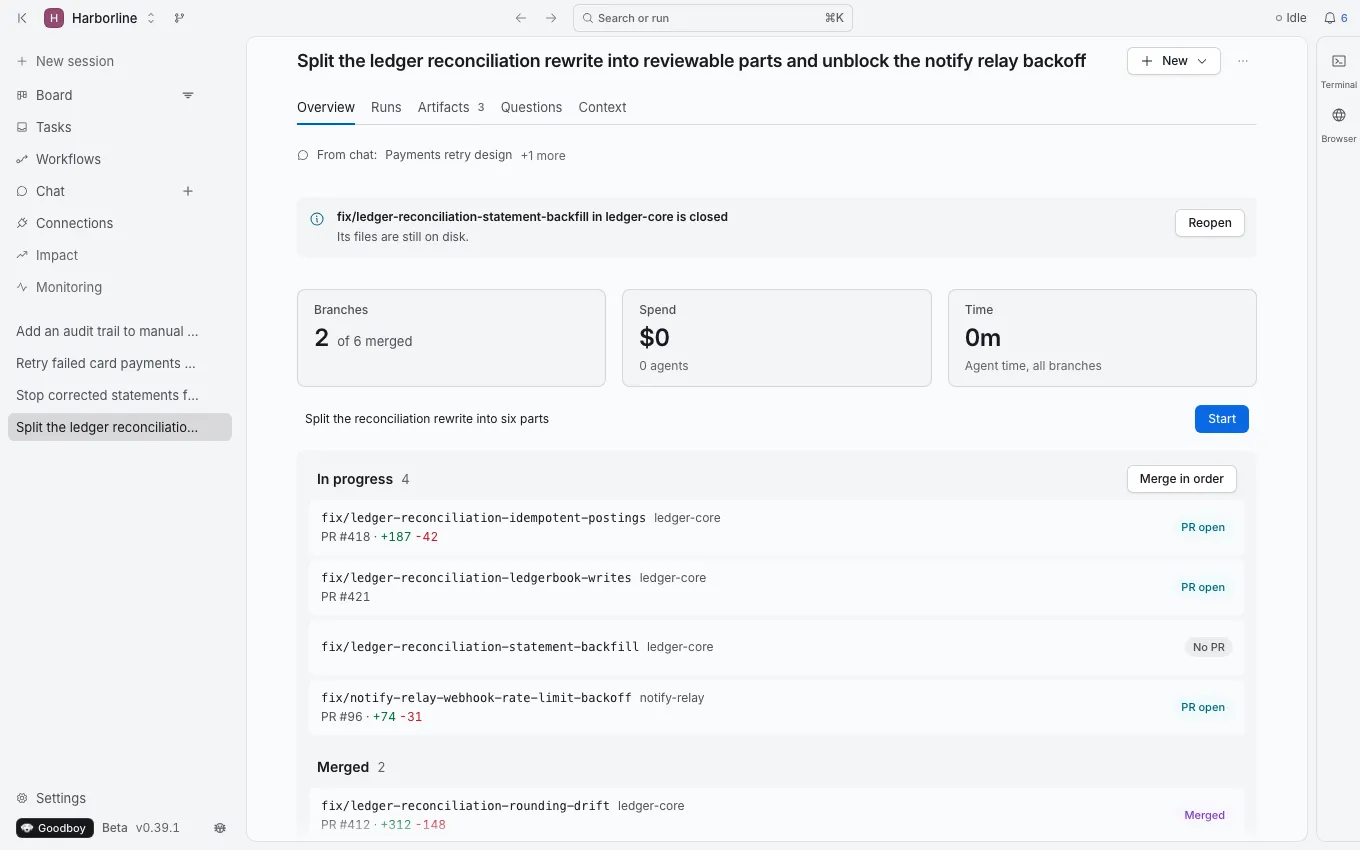 H Harborline
Search or run ⌘K
Idle 6
New session
Board
Tasks
Workflows
Chat
Connections
Impact
Monitoring
Add an audit trail to manual ...
Retry failed card payments ...
Stop corrected statements f...
Split the ledger reconciliatio...
Settings
Goodboy Beta v0.39.1
Split the ledger reconciliation rewrite into reviewable parts and unblock the notify relay backoff
New
Overview Runs Artifacts 3 Questions Context
From chat: Payments retry design +1 more
fix/ledger-reconciliation-statement-backfill in ledger-core is closed
Its files are still on disk.
Reopen
Branches
2 of 6 merged
Spend
$0
0 agents
Time
0m
Agent time, all branches
Split the reconciliation rewrite into six parts
Start
In progress 4
Merge in order
fix/ledger-reconciliation-idempotent-postings ledger-core
PR #418 · +187 -42
PR open
fix/ledger-reconciliation-ledgerbook-writes ledger-core
PR #421
PR open
fix/ledger-reconciliation-statement-backfill ledger-core
No PR
fix/notify-relay-webhook-rate-limit-backoff notify-relay
PR #96 · +74 -31
PR open
Merged 2
fix/ledger-reconciliation-rounding-drift ledger-core
PR #412 · +312 -148
Merged
Terminal
Browser